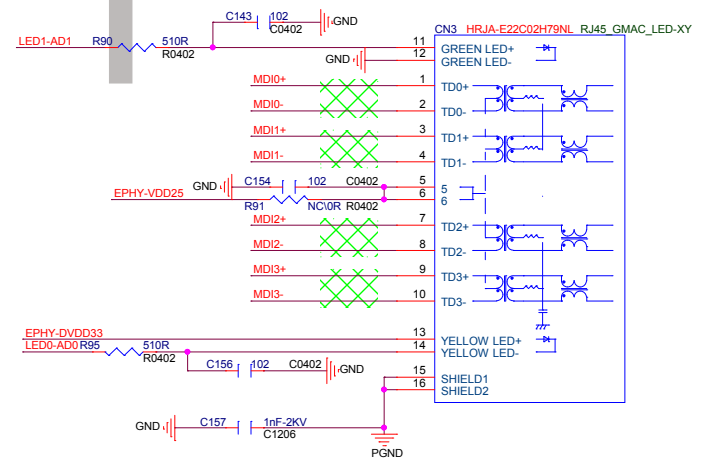 C143 102 GND
C0402
CN3 HRJA-E22C02H79NL RJ45_GMAC_LED-XY
LED1-AD1 R90 510R
R0402
11 GREEN LED+
GND 12 GREEN LED-
MDI0+ 1 TD0+
MDI0- 2 TD0-
MDI1+ 3 TD1+
MDI1- 4 TD1-
GND C154 102 C0402 5 5
EPHY-VDD25 6 6
R91 NC\0R R0402
MDI2+ 7 TD2+
MDI2- 8 TD2-
MDI3+ 9 TD3+
MDI3- 10 TD3-
EPHY-DVDD33 13 YELLOW LED+
LED0-AD0 R95 510R 14 YELLOW LED-
R0402
C156 102 C0402 GND
15 SHIELD1
16 SHIELD2
GND C157 1nF-2KV
C1206
PGND